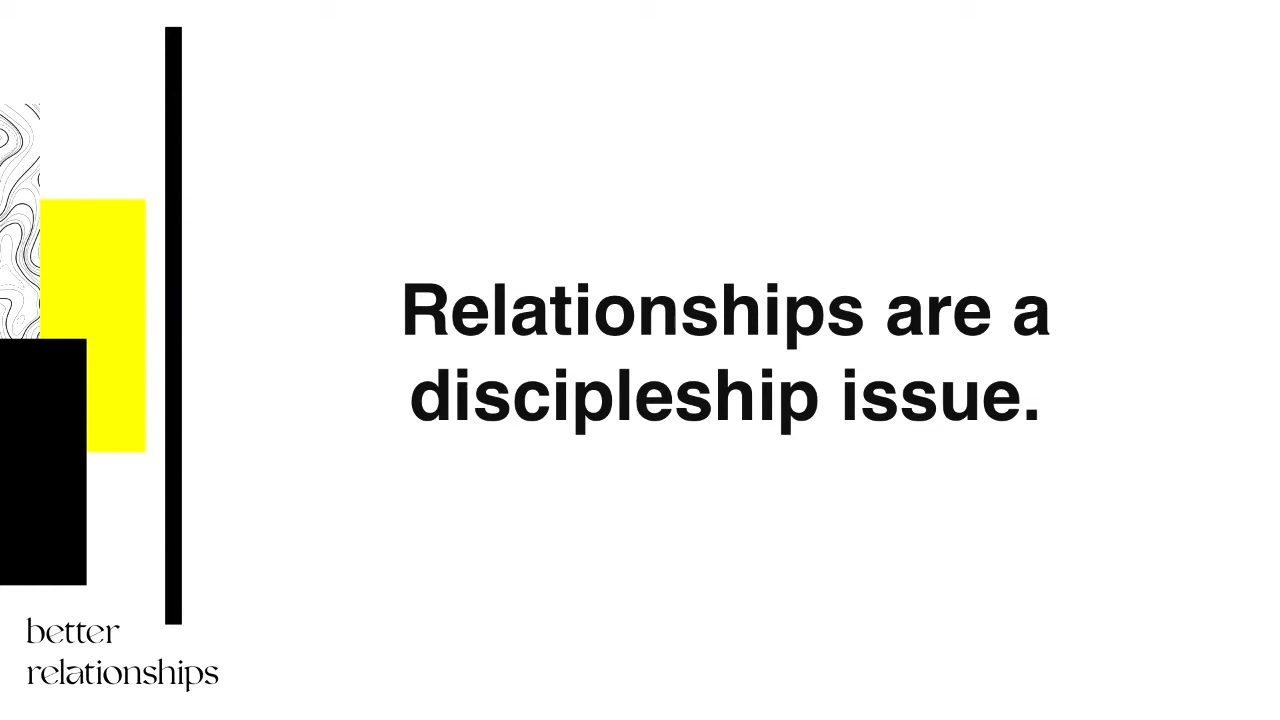 Relationships are a
discipleship issue.
better
relationships